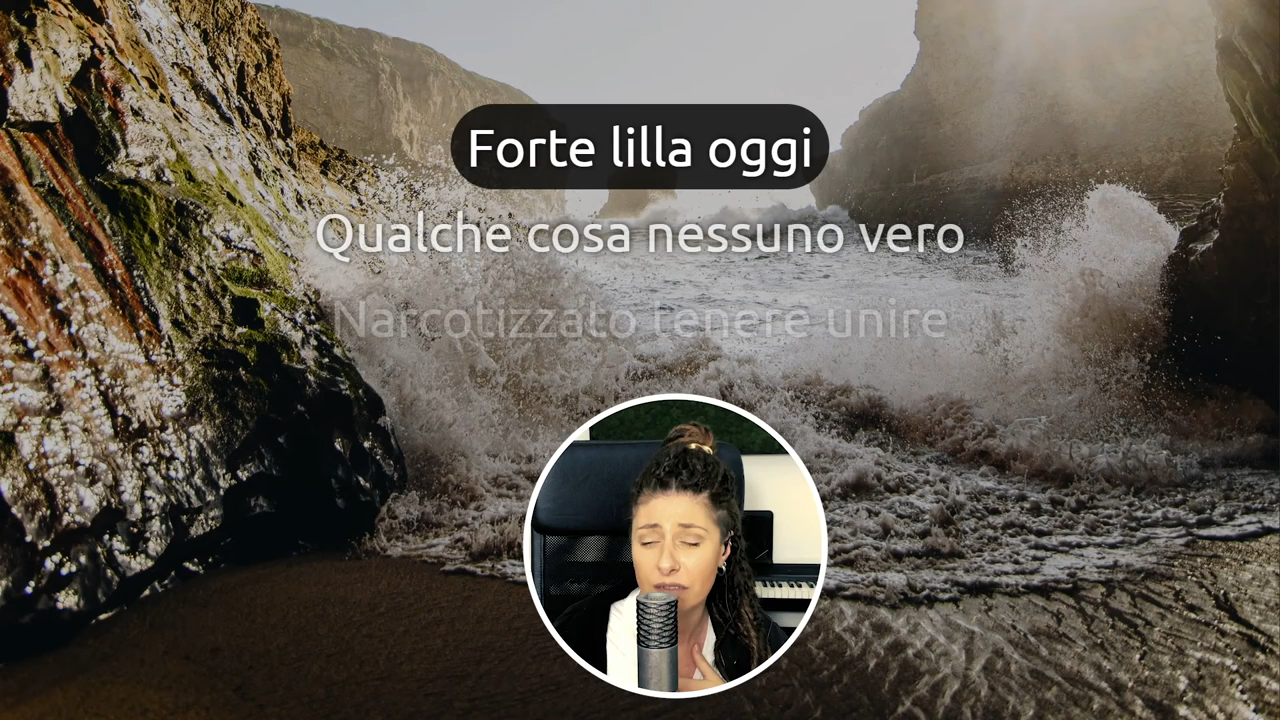 Forte lilla oggi
Qualche cosa nessuno vero
Narcotizzato tenere unire